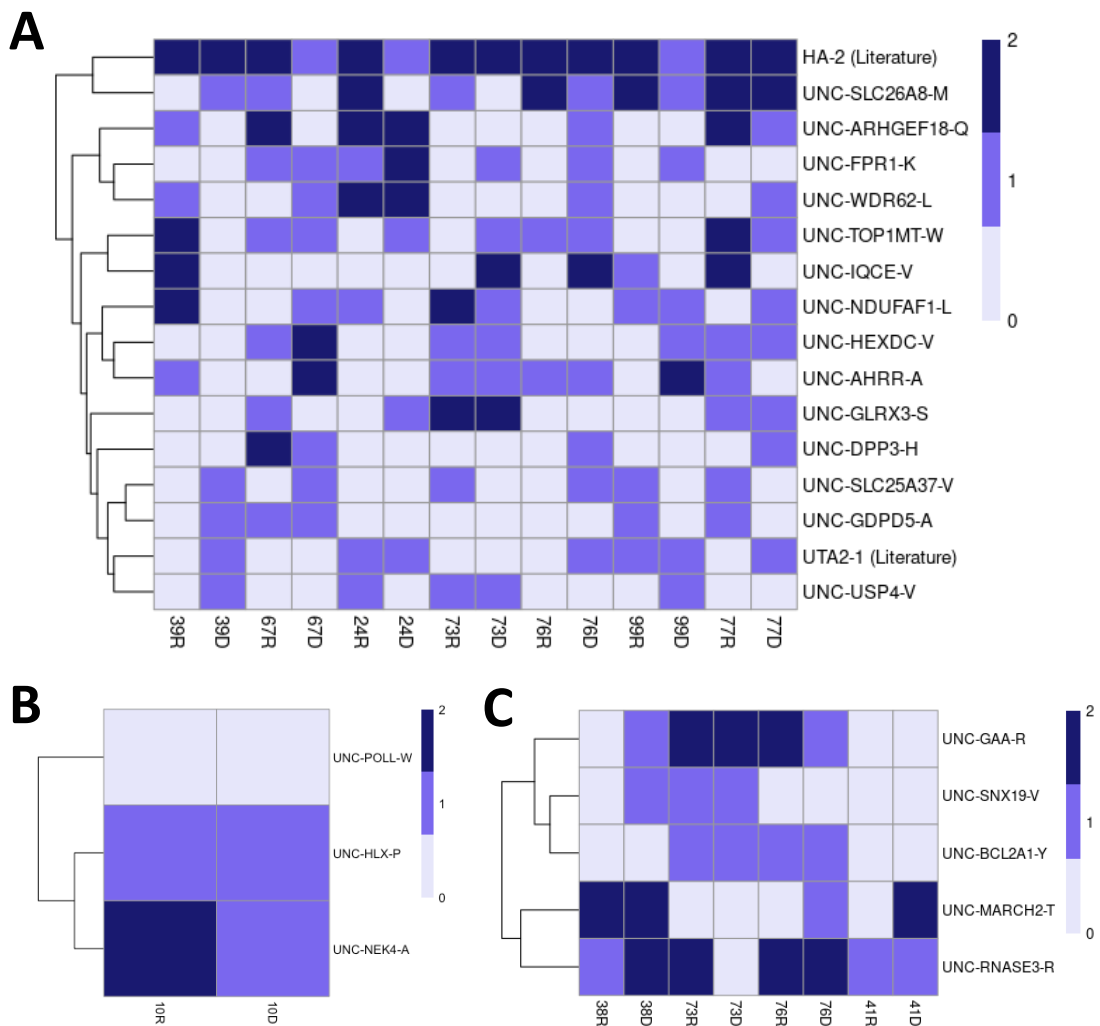 A
2
1
0
HA-2 (Literature)
UNC-SLC26A8-M
UNC-ARHGEF18-Q
UNC-FPR1-K
UNC-WDR62-L
UNC-TOP1MT-W
UNC-IQCE-V
UNC-NDUFAF1-L
UNC-HEXDC-V
UNC-AHRR-A
UNC-GLRX3-S
UNC-DPP3-H
UNC-SLC25A37-V
UNC-GDPD5-A
UTA2-1 (Literature)
UNC-USP4-V
39R 39D 67R 67D 24R 24D 73R 73D 76R 76D 99R 99D 77R 77D
B
2
1
0
UNC-POLL-W
UNC-HLX-P
UNC-NEK4-A
10R 10D
C
2
1
0
UNC-GAA-R
UNC-SNX19-V
UNC-BCL2A1-Y
UNC-MARCH2-T
UNC-RNASE3-R
38R 38D 73R 73D 76R 76D 41R 41D